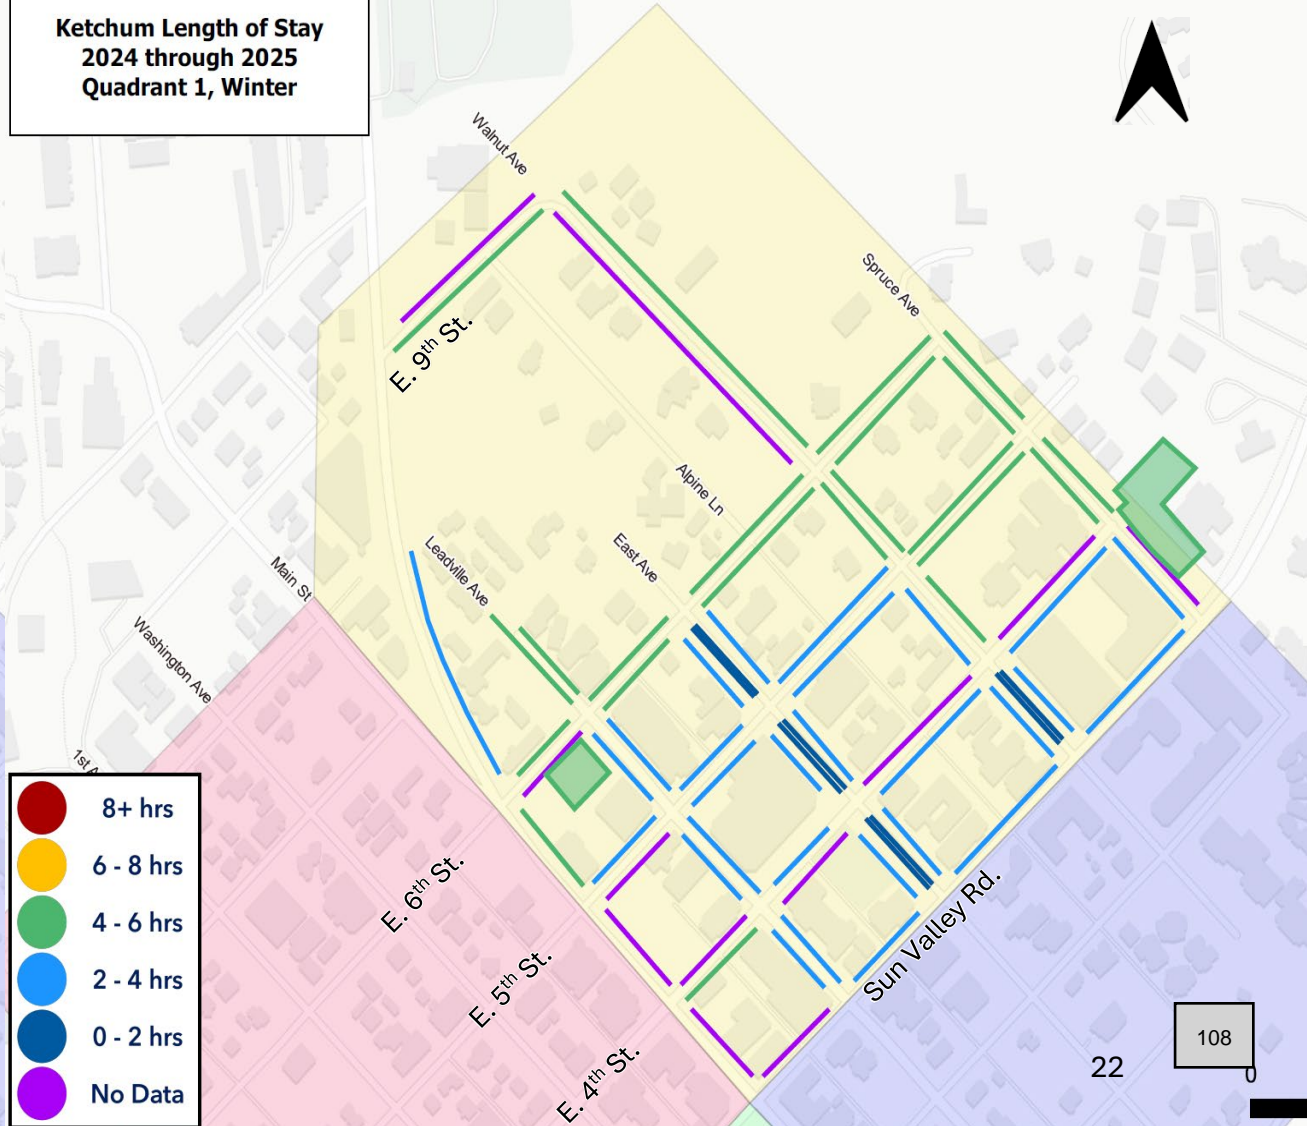 Ketchum Length of Stay
2024 through 2025
Quadrant 1, Winter
Walnut Ave
Spruce Ave
E. 9th St.
Alpine Ln
East Ave
Leadville Ave
Main St
Washington Ave
1st A
8+ hrs
6 - 8 hrs
4 - 6 hrs
2 - 4 hrs
0 - 2 hrs
No Data
E. 6th St.
E. 5th St.
E. 4th St.
Sun Valley Rd.
108
22
0